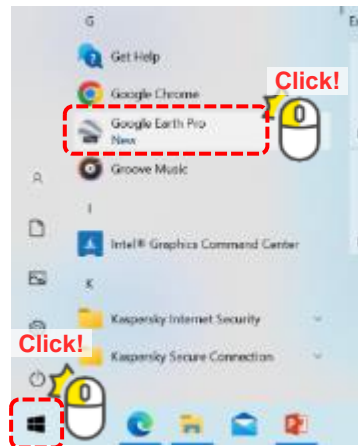 G
Get Help
Google Chrome
Click!
Google Earth Pro
New
Groove Music
I
Intel® Graphics Command Center
K
Kaspersky Internet Security
Click!
Kaspersky Secure Connection